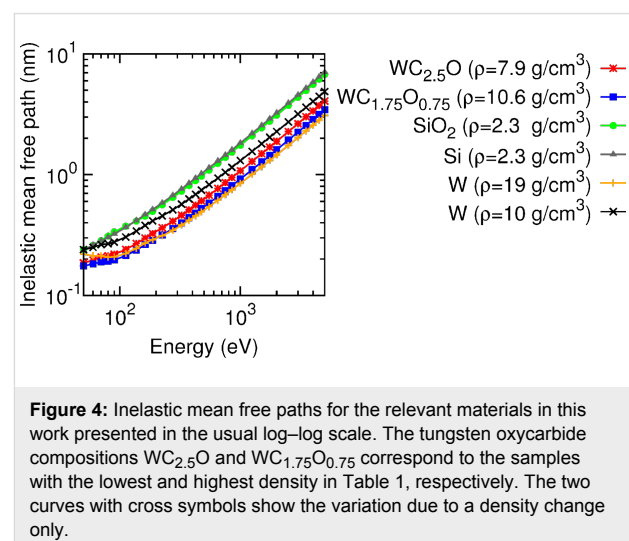 10¹
10⁰
10⁻¹
Inelastic mean free path (nm)
10² 10³
Energy (eV)
WC₂.₅O (ρ=7.9 g/cm³)
WC₁.₇₅O₀.₇₅ (ρ=10.6 g/cm³)
SiO₂ (ρ=2.3 g/cm³)
Si (ρ=2.3 g/cm³)
W (ρ=19 g/cm³)
W (ρ=10 g/cm³)
Figure 4: Inelastic mean free paths for the relevant materials in this
work presented in the usual log–log scale. The tungsten oxycarbide
compositions WC₂.₅O and WC₁.₇₅O₀.₇₅ correspond to the samples
with the lowest and highest density in Table 1, respectively. The two
curves with cross symbols show the variation due to a density change
only.